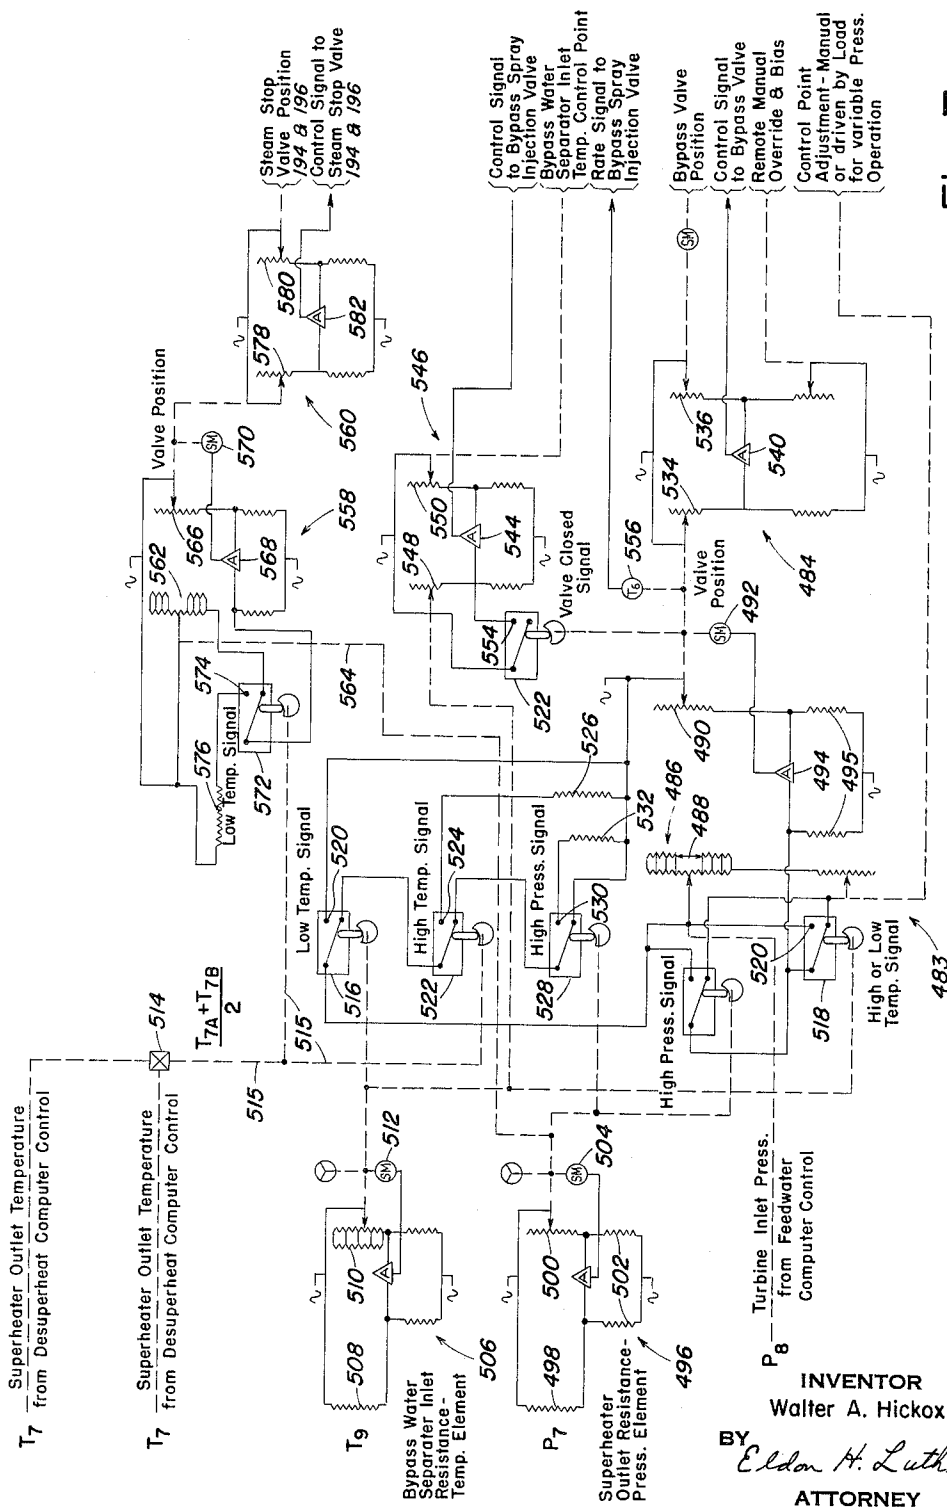 T7 Superheater Outlet Temperature
from Desuperheat Computer Control
T7 Superheater Outlet Temperature
from Desuperheat Computer Control
514
515
T7A + T7B
2
515
T9
508
510
512
SM
A
Bypass Water
Separater Inlet
Resistance-
Temp. Element
506
P7
498
500
502
504
SM
A
Superheater
Outlet Resistance-
Press. Element
496
P8
Turbine Inlet Press.
from Feedwater
Computer Control
Low Temp. Signal
576
574
572
562
564
566
568
A
570
SM
558
Valve Position
578
580
582
A
560
Steam Stop
Valve Position
194 & 196
Control Signal to
Steam Stop Valve
194 & 196
Low Temp. Signal
516
520
High Temp. Signal
522
524
High Press. Signal
528
530
526
532
High Press. Signal
518
520
High or Low
Temp. Signal
483
486
488
490
494
A
495
492
SM
Valve
Position
522
554
Valve Closed
Signal
556
T6
548
550
544
A
546
534
536
540
A
484
SM
Control Signal
to Bypass Spray
Injection Valve
Bypass Water
Separator Inlet
Temp. Control Point
Rate Signal to
Bypass Spray
Injection Valve
Bypass Valve
Position
Control Signal
to Bypass Valve
Remote Manual
Override & Bias
Control Point
Adjustment-Manual
or driven by Load
for variable Press.
Operation
INVENTOR
Walter A. Hickox
BY
Eldon H. Luth
ATTORNEY